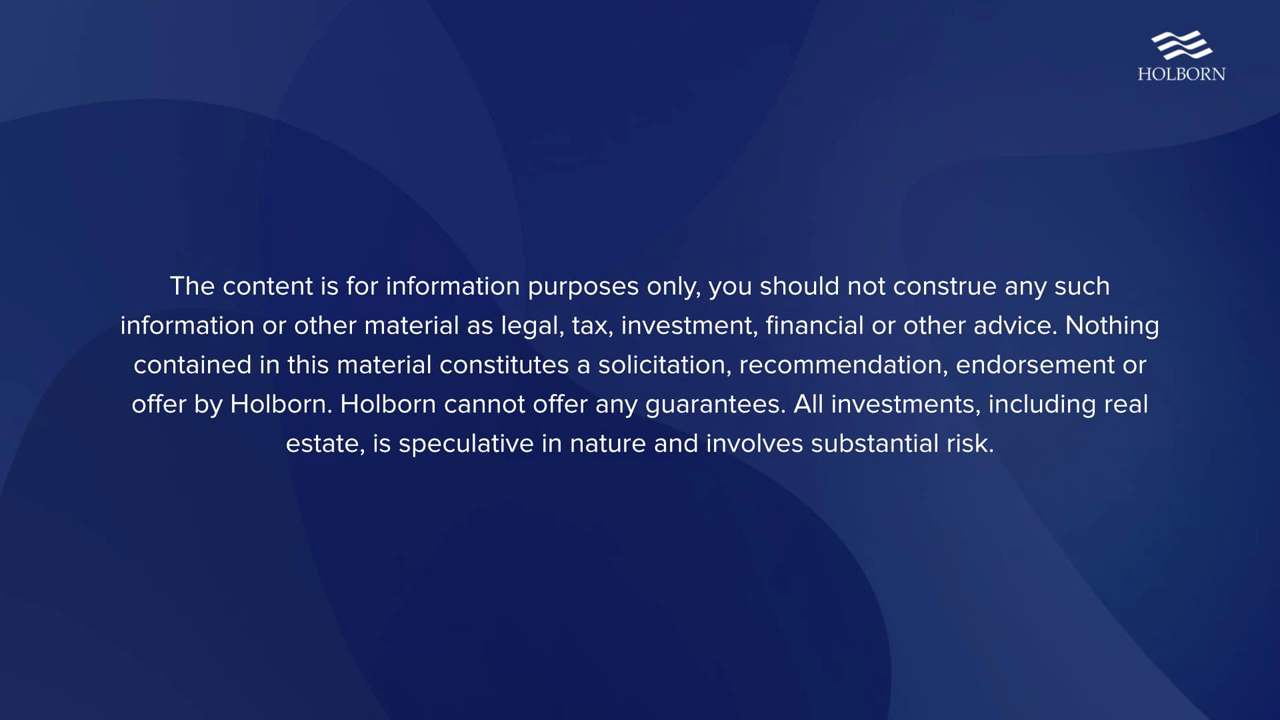 HOLBORN
The content is for information purposes only, you should not construe any such
information or other material as legal, tax, investment, financial or other advice. Nothing
contained in this material constitutes a solicitation, recommendation, endorsement or
offer by Holborn. Holborn cannot offer any guarantees. All investments, including real
estate, is speculative in nature and involves substantial risk.